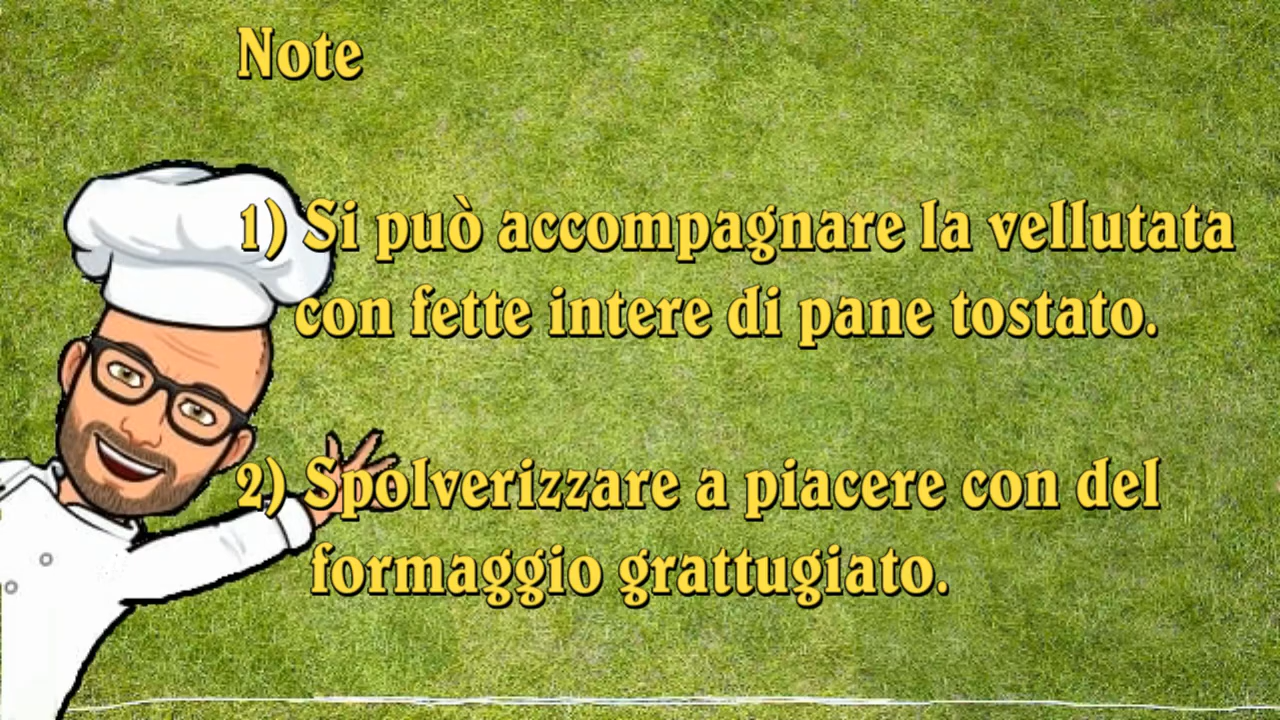 Note
1) Si può accompagnare la vellutata
con fette intere di pane tostato.
2) Spolverizzare a piacere con del
formaggio grattugiato.